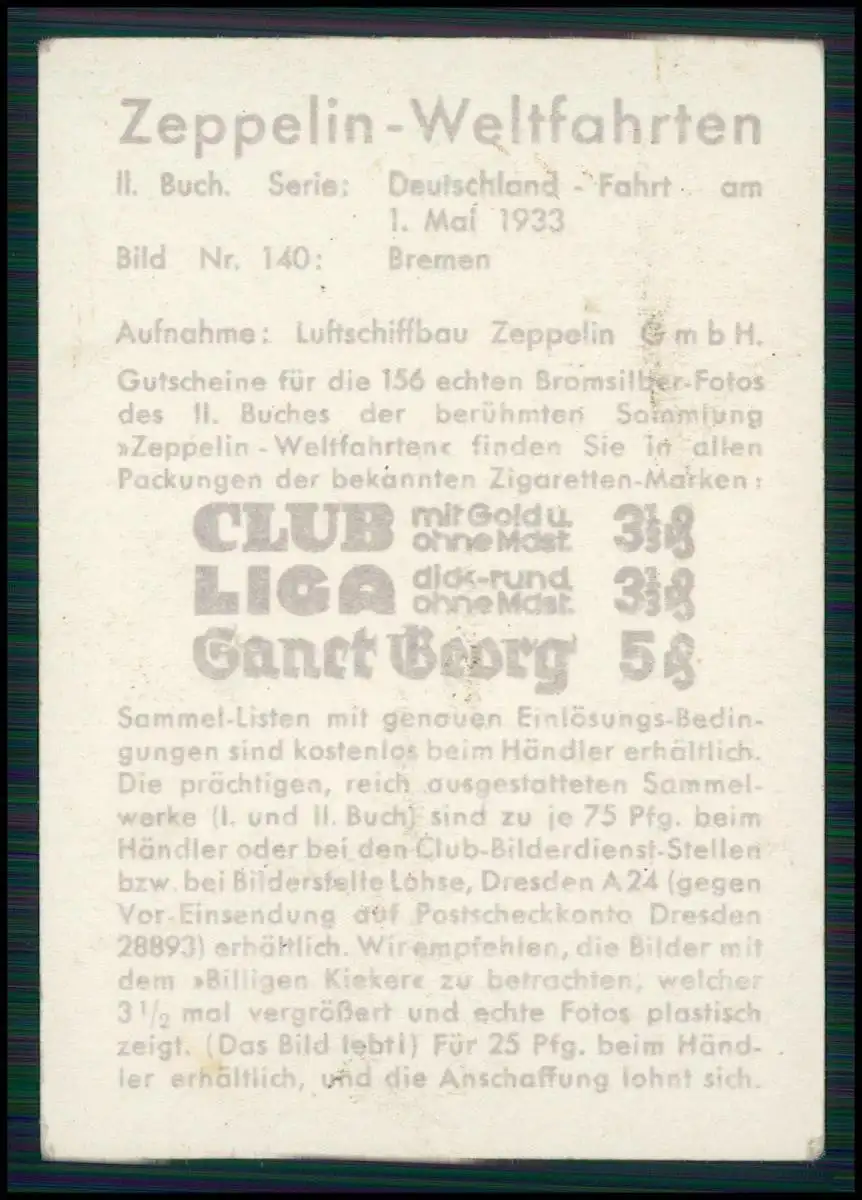 Zeppelin-Weltfahrten
II. Buch. Serie: Deutschland-Fahrt am
1. Mai 1933
Bild Nr. 140: Bremen
Aufnahme: Luftschiffbau Zeppelin GmbH.
Gutscheine für die 156 echten Bromsilber-Fotos
des II. Buches der berühmten Sammlung
»Zeppelin-Weltfahrten« finden Sie in allen
Packungen der bekannten Zigaretten-Marken:
CLUB mit Gold u. ohne Mdst. 3⅓ ₰
LIGA dick-rund ohne Mdst. 3⅓ ₰
Sanct Georg 5 ₰
Sammel-Listen mit genauen Einlösungs-Bedin-
gungen sind kostenlos beim Händler erhältlich.
Die prächtigen, reich ausgestatteten Sammel-
werke (I. und II. Buch) sind zu je 75 Pfg. beim
Händler oder bei den Club-Bilderdienst-Stellen
bzw. bei Bilderstelle Lohse, Dresden A 24 (gegen
Vor-Einsendung auf Postscheckkonto Dresden
28893) erhältlich. Wir empfehlen, die Bilder mit
dem »Billigen Kieker« zu betrachten, welcher
3 1/2 mal vergrößert und echte Fotos plastisch
zeigt. (Das Bild lebt!) Für 25 Pfg. beim Händ-
ler erhältlich, und die Anschaffung lohnt sich.